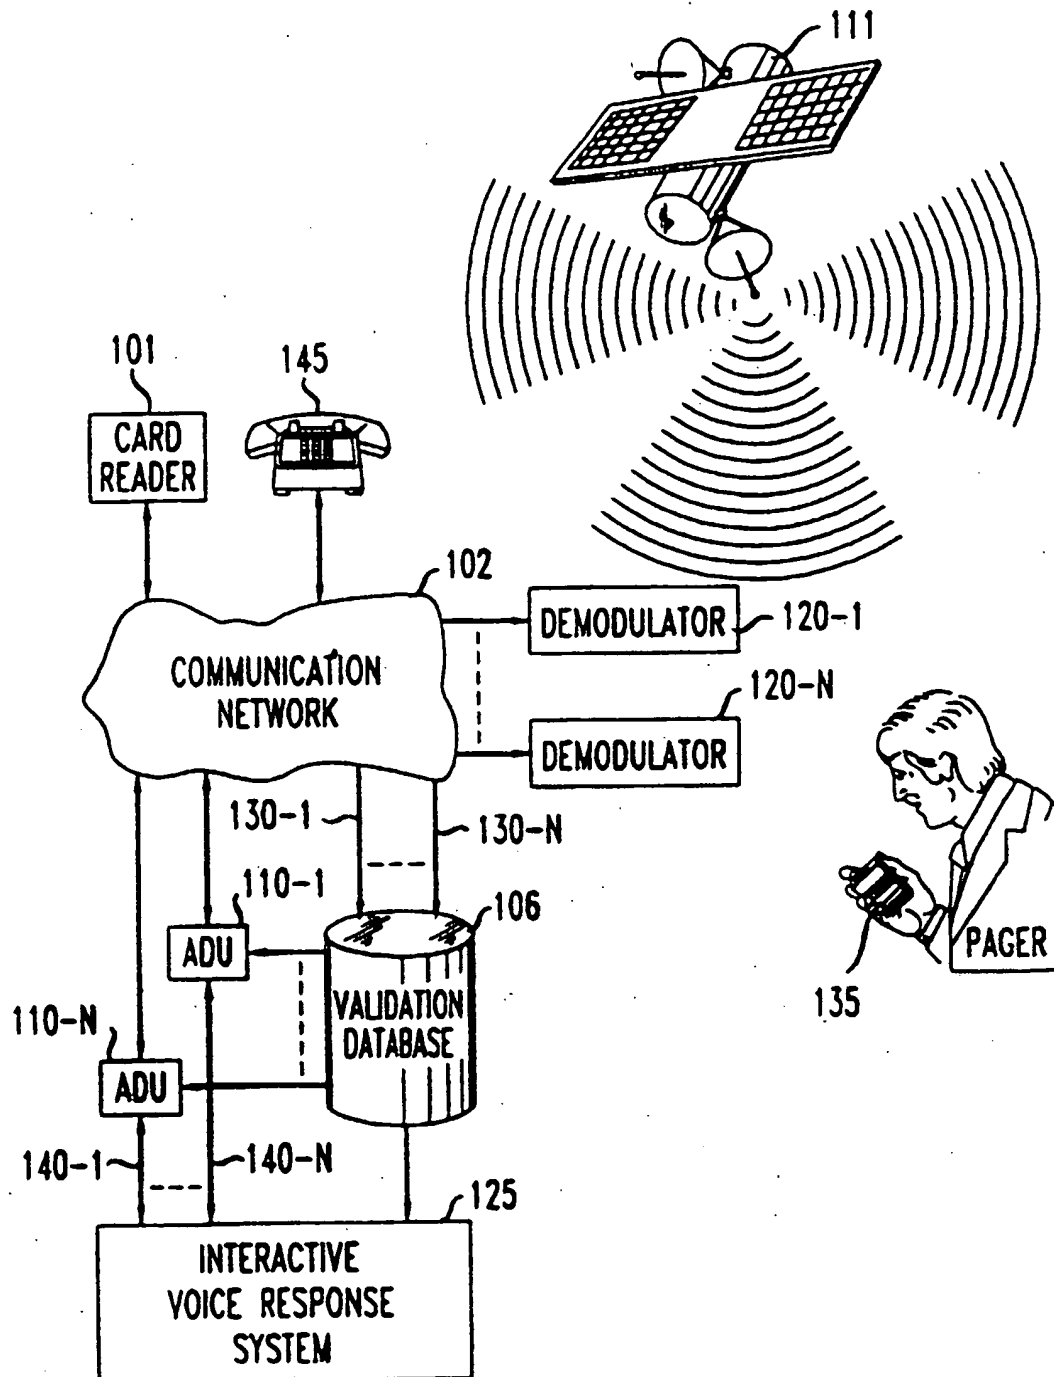 111
101
145
CARD
READER
102
DEMODULATOR
120-1
COMMUNICATION
NETWORK
120-N
DEMODULATOR
130-1
130-N
110-1
106
ADU
PAGER
VALIDATION
DATABASE
135
110-N
ADU
140-1
140-N
125
INTERACTIVE
VOICE RESPONSE
SYSTEM